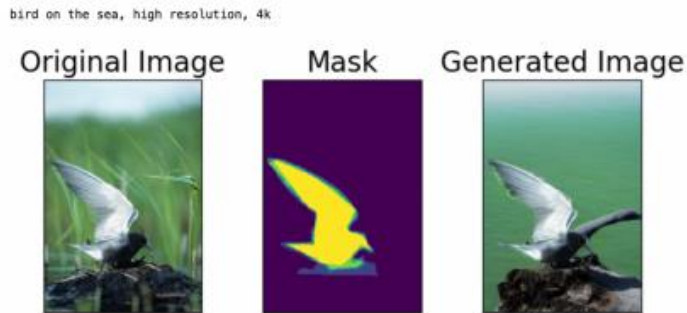 bird on the sea, high resolution, 4k
Original Image
Mask
Generated Image